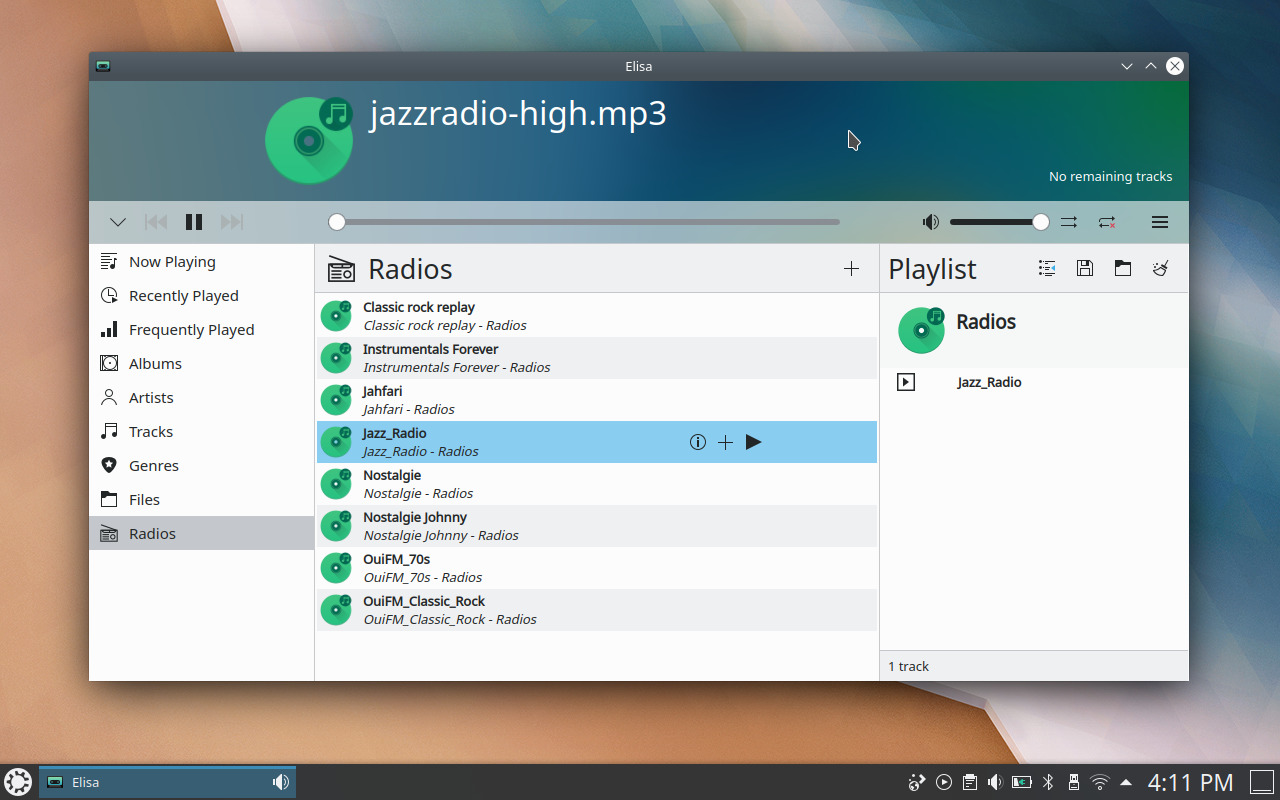 Elisa
jazzradio-high.mp3
No remaining tracks
Now Playing
Recently Played
Frequently Played
Albums
Artists
Tracks
Genres
Files
Radios
Radios
Classic rock replay
Classic rock replay - Radios
Instrumentals Forever
Instrumentals Forever - Radios
Jahfari
Jahfari - Radios
Jazz_Radio
Jazz_Radio - Radios
Nostalgie
Nostalgie - Radios
Nostalgie Johnny
Nostalgie Johnny - Radios
OuiFM_70s
OuiFM_70s - Radios
OuiFM_Classic_Rock
OuiFM_Classic_Rock - Radios
Playlist
Radios
Jazz_Radio
1 track
Elisa
4:11 PM